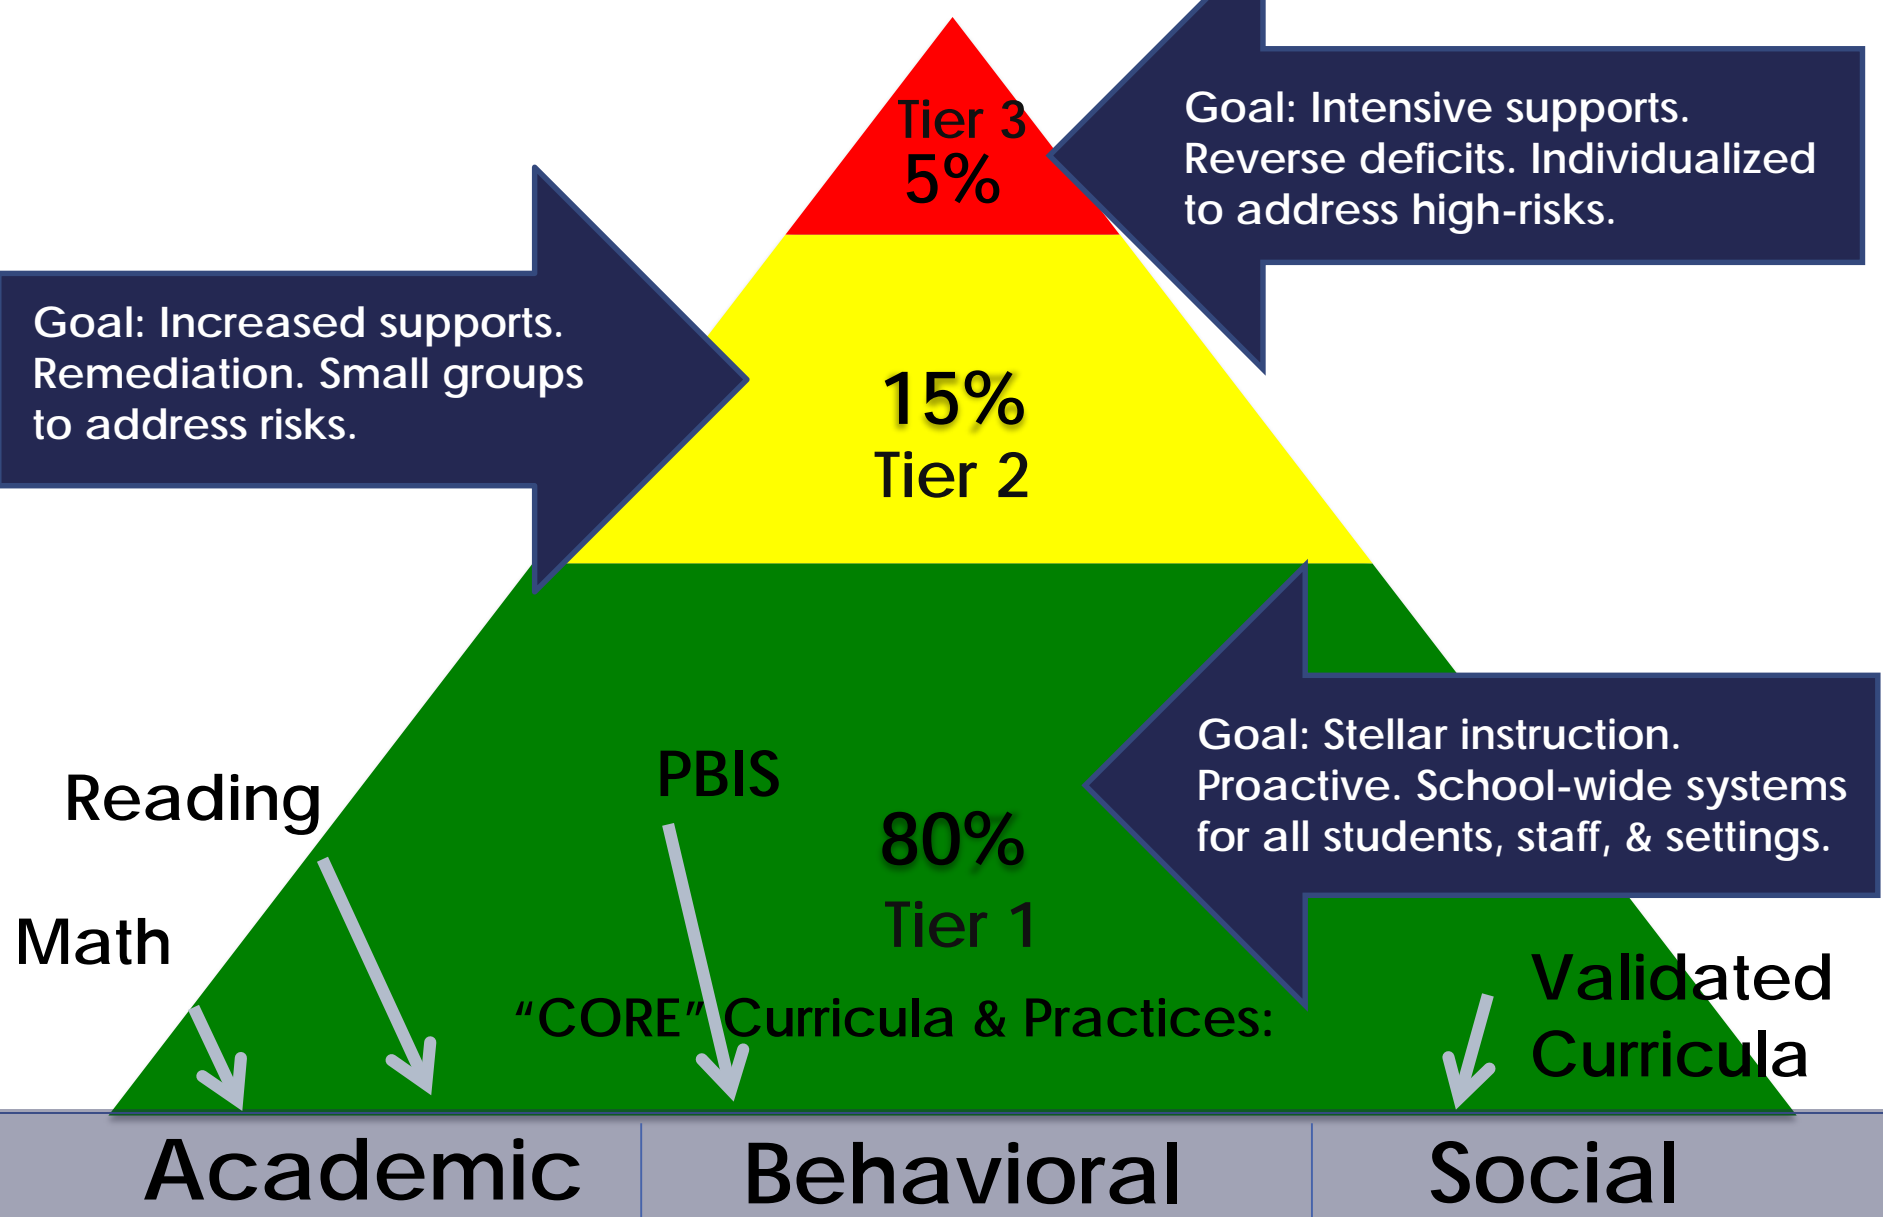 Tier 3
5%
Goal: Intensive supports.
Reverse deficits. Individualized
to address high-risks.
Goal: Increased supports.
Remediation. Small groups
to address risks.
15%
Tier 2
Goal: Stellar instruction.
Proactive. School-wide systems
for all students, staff, & settings.
Reading
PBIS
80%
Tier 1
Math
“CORE” Curricula & Practices:
Validated
Curricula
Academic
Behavioral
Social